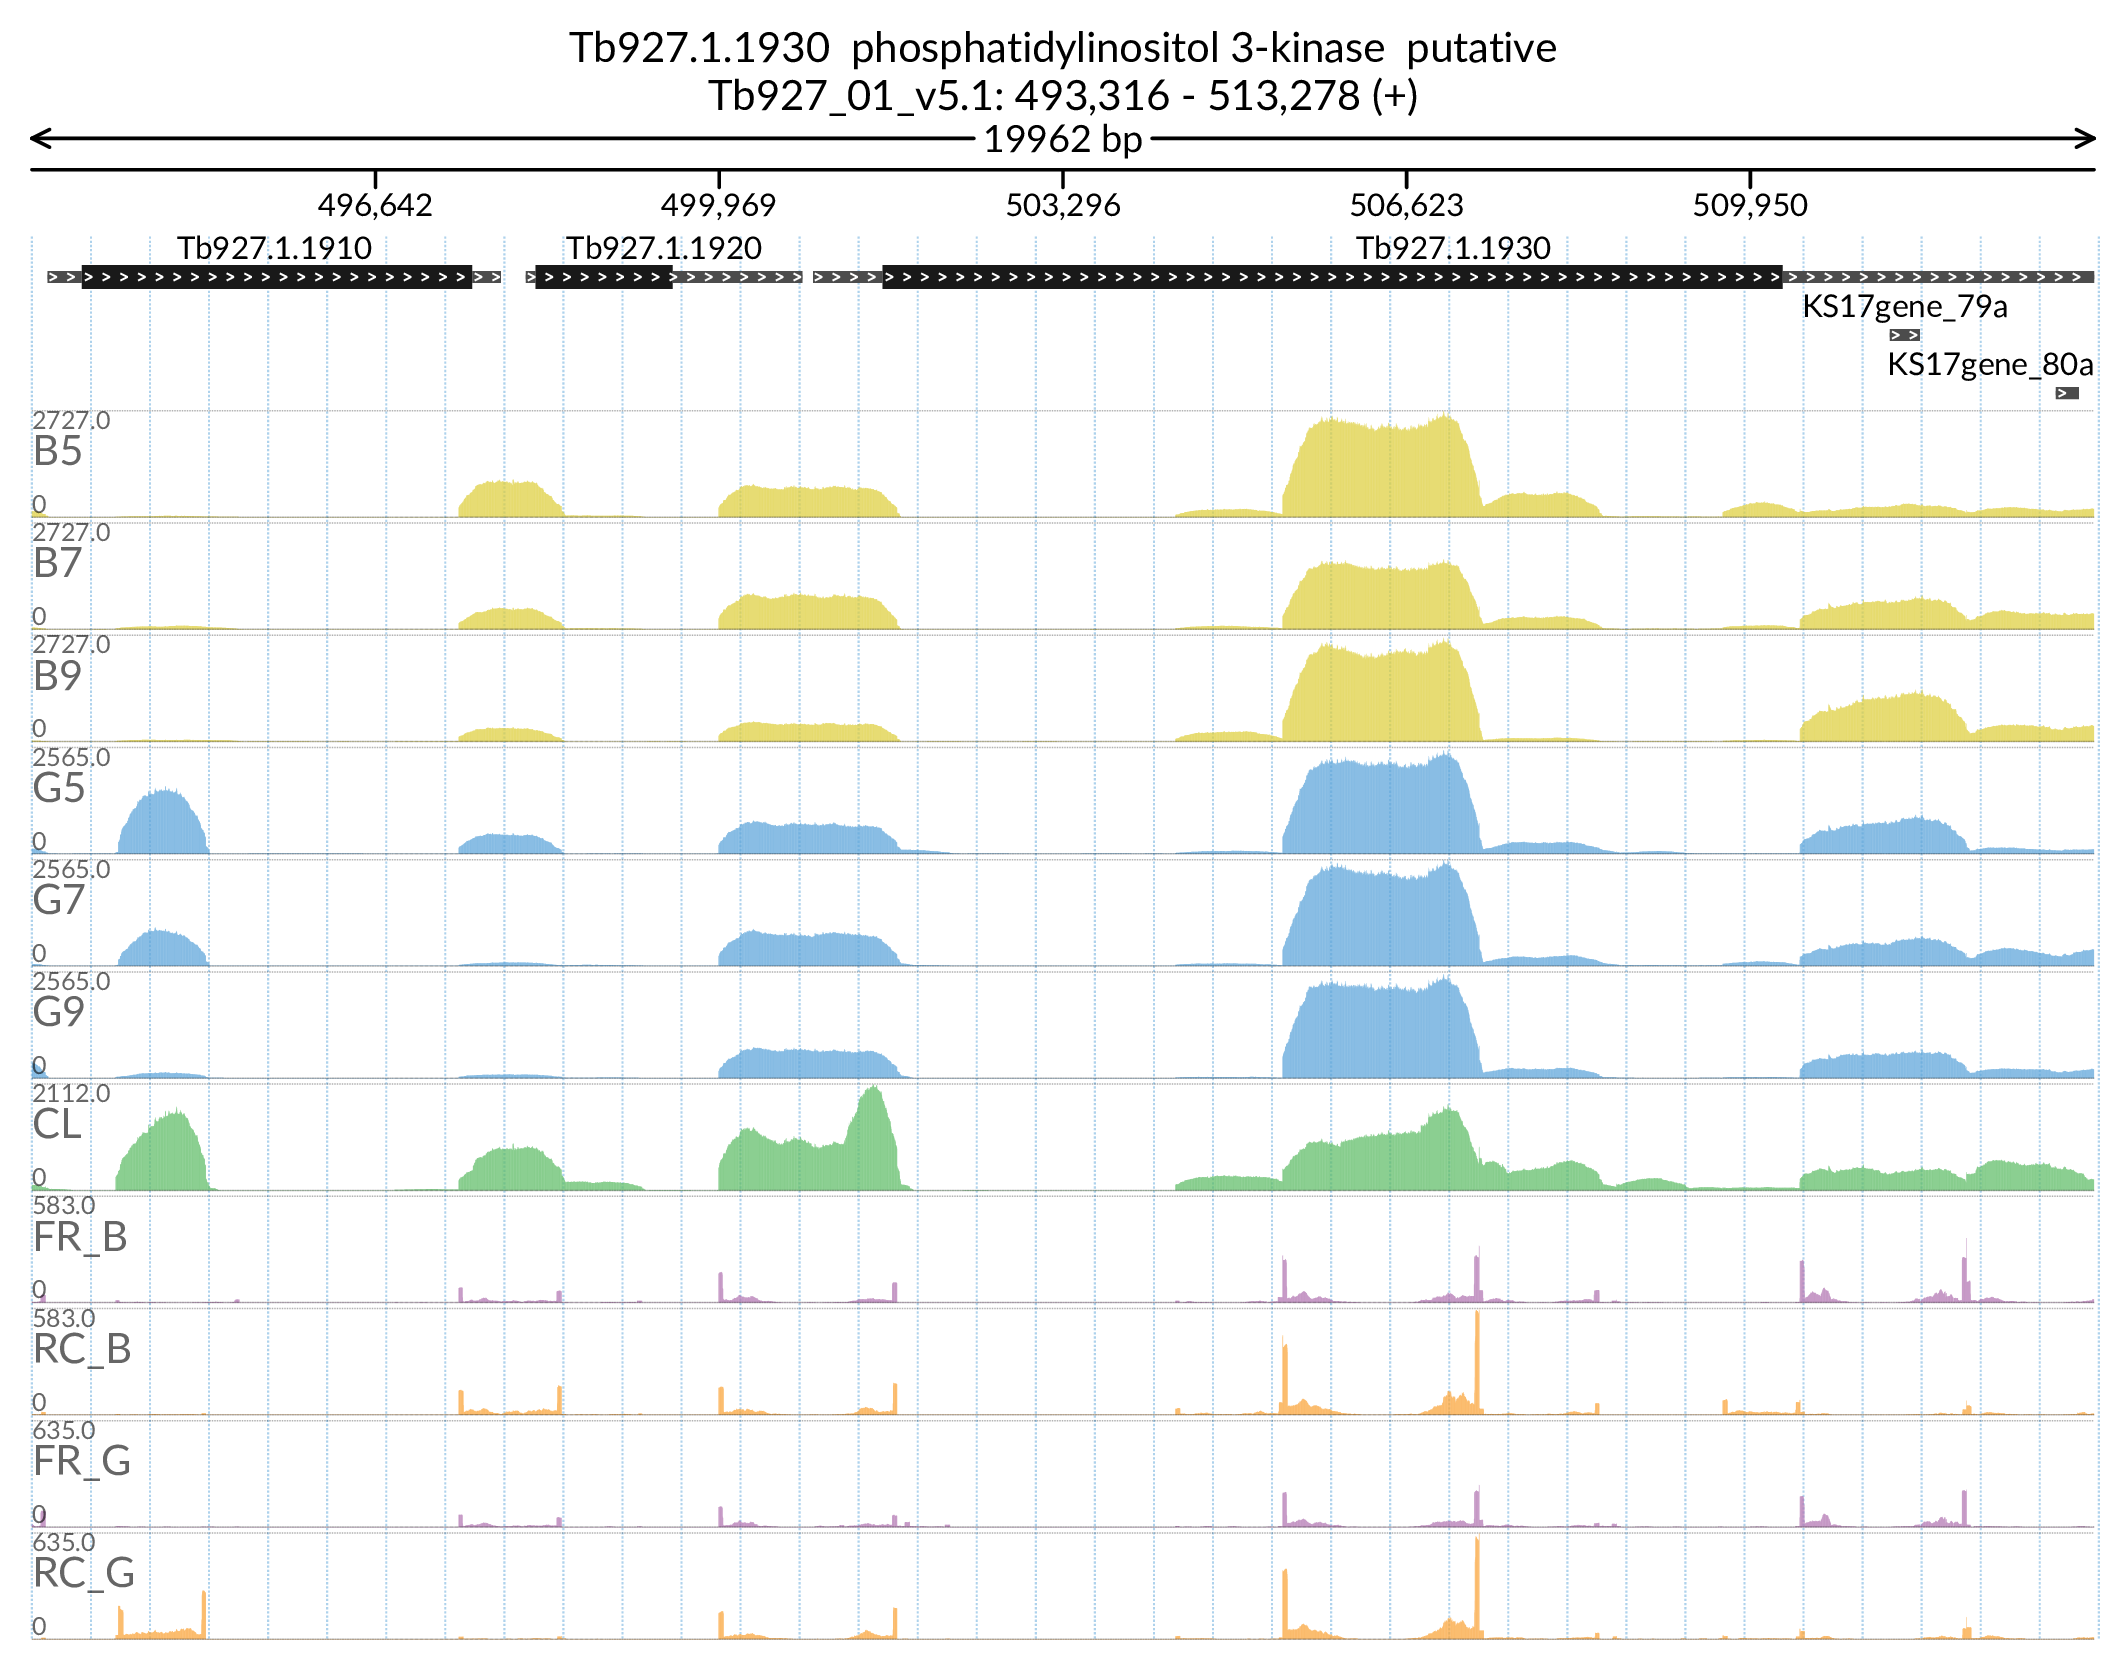 Tb927.1.1930 phosphatidylinositol 3-kinase putative
Tb927_01_v5.1: 493,316 - 513,278 (+)
19962 bp
496,642 499,969 503,296 506,623 509,950
Tb927.1.1910 Tb927.1.1920 Tb927.1.1930
KS17gene_79a
KS17gene_80a
2727.0
B5
0
2727.0
B7
0
2727.0
B9
0
2565.0
G5
0
2565.0
G7
0
2565.0
G9
0
2112.0
CL
0
583.0
FR_B
0
583.0
RC_B
0
635.0
FR_G
0
635.0
RC_G
0